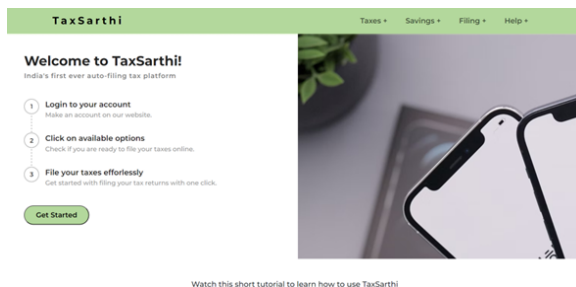 TaxSarthi
Taxes + Savings + Filing + Help +
Welcome to TaxSarthi!
India's first ever auto-filing tax platform
1 Login to your account
Make an account on our website.
2 Click on available options
Check if you are ready to file your taxes online.
3 File your taxes efforlessly
Get started with filing your tax returns with one click.
Get Started
Watch this short tutorial to learn how to use TaxSarthi